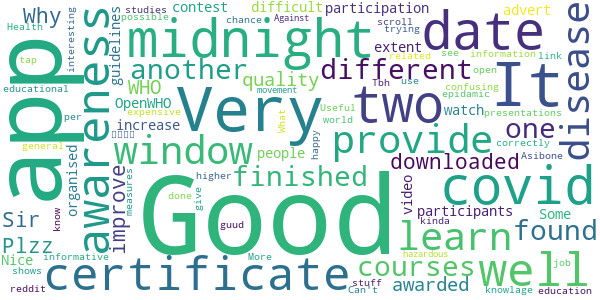 Why
studies
possible
contest
difficult
participation
advert
Health
chance
Against
scroll
trying
interesting
guidelines
midnight
date
app
awareness
tap
WHO
another
quality
different
extent
related
see
information
link
It
disease
educational
OpenWHO
expensive
movement
Tbh
use
confusing
open
Very
two
watch
epidamic
Useful
world
presentations
correctly
per
increase
What
provide
one
general
window
people
happy
Asibone
organised
improve
downloaded
found
finished
covid
Sir
know
measures
done
give
higher
Good
guud
video
participants
learn
Some
kinda
Plzz
Nice
informative
More
courses
well
hazardous
job
shows
certificate
stuff
Can't
awarded
knowlage
education
reddit